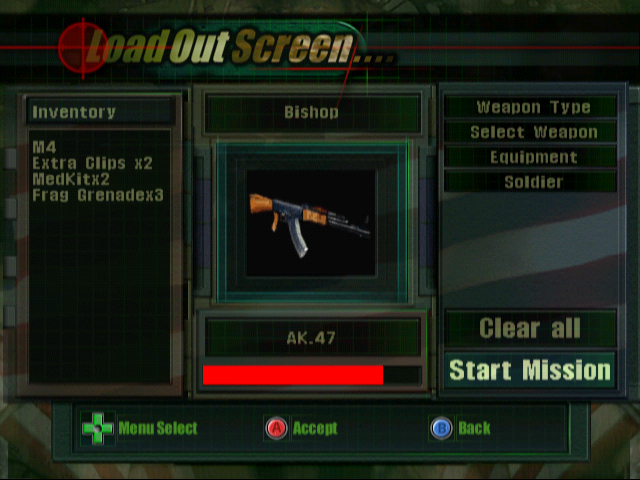 Load Out Screen....
Inventory
M4
Extra Clips x2
MedKitx2
Frag Grenadex3
Bishop
AK.47
Weapon Type
Select Weapon
Equipment
Soldier
Clear all
Start Mission
Menu Select
A Accept
B Back